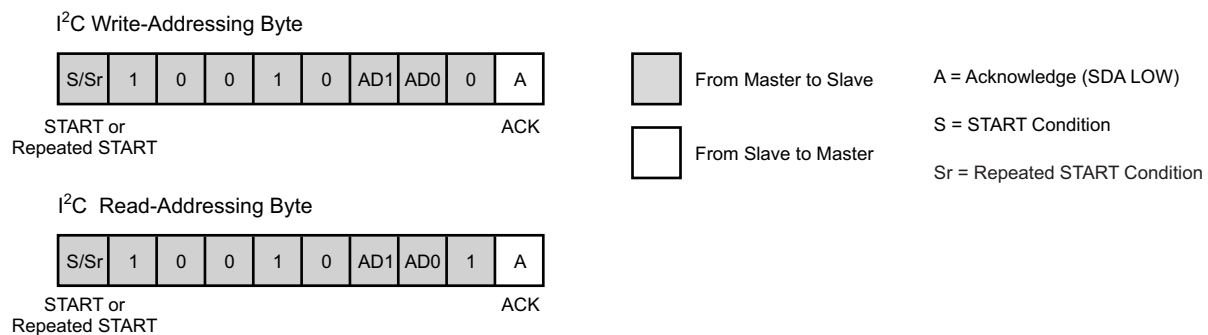 I²C Write-Addressing Byte
S/Sr 1 0 0 1 0 AD1 AD0 0 A
START or
Repeated START
ACK
From Master to Slave
From Slave to Master
A = Acknowledge (SDA LOW)
S = START Condition
Sr = Repeated START Condition
I²C Read-Addressing Byte
S/Sr 1 0 0 1 0 AD1 AD0 1 A
START or
Repeated START
ACK